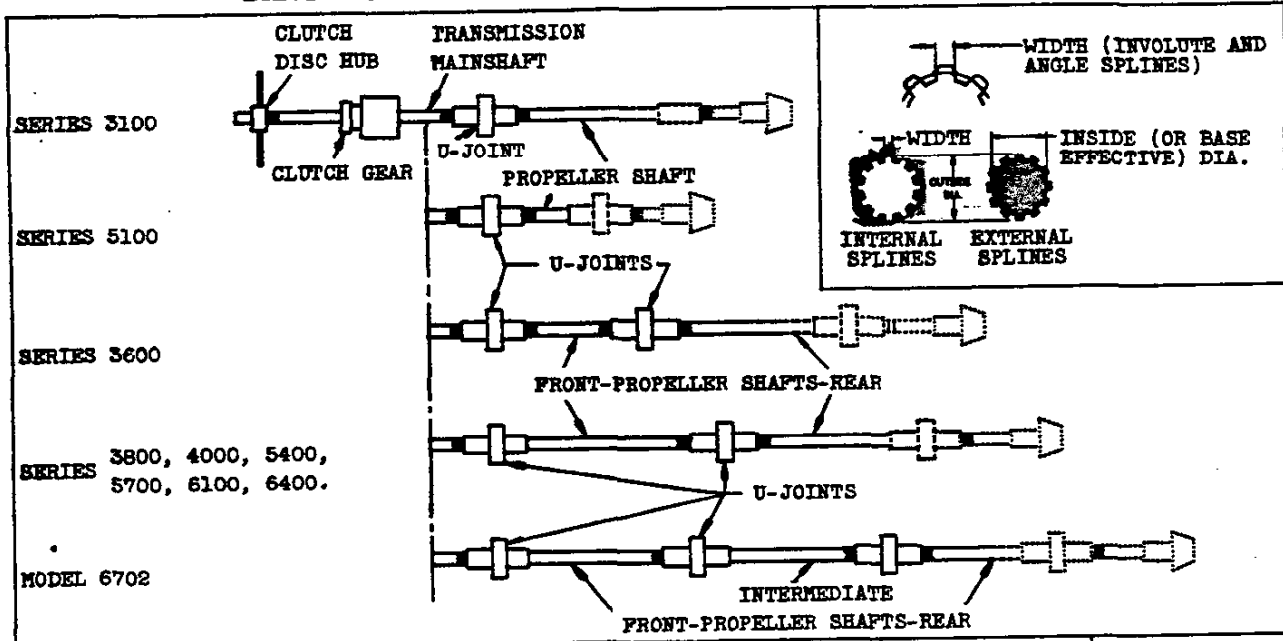 CLUTCH
DISC HUB
TRANSMISSION
MAINSHAFT
SERIES 3100
U-JOINT
CLUTCH GEAR
PROPELLER SHAFT
SERIES 5100
U-JOINTS
SERIES 3600
FRONT-PROPELLER SHAFTS-REAR
SERIES 3800, 4000, 5400,
5700, 6100, 6400.
U-JOINTS
MODEL 6702
INTERMEDIATE
FRONT-PROPELLER SHAFTS-REAR
WIDTH (INVOLUTE AND
ANGLE SPLINES)
WIDTH
INSIDE (OR BASE
EFFECTIVE) DIA.
OUTSIDE
DIA.
INTERNAL
SPLINES
EXTERNAL
SPLINES